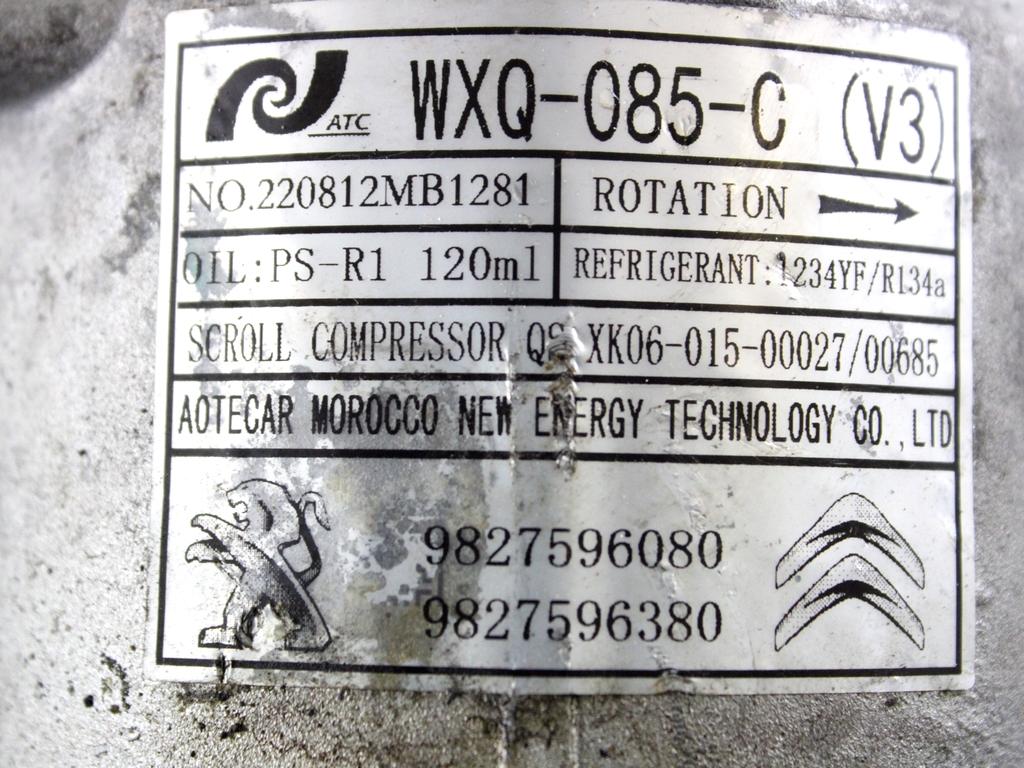 ATC WXQ-085-C (V3)
NO.220812MB1281 ROTATION
OIL:PS-R1 120ml REFRIGERANT:1234YF/R134a
SCROLL COMPRESSOR XK06-015-00027/00685
AOTECAR MOROCCO NEW ENERGY TECHNOLOGY CO.,LTD
9827596080
9827596380